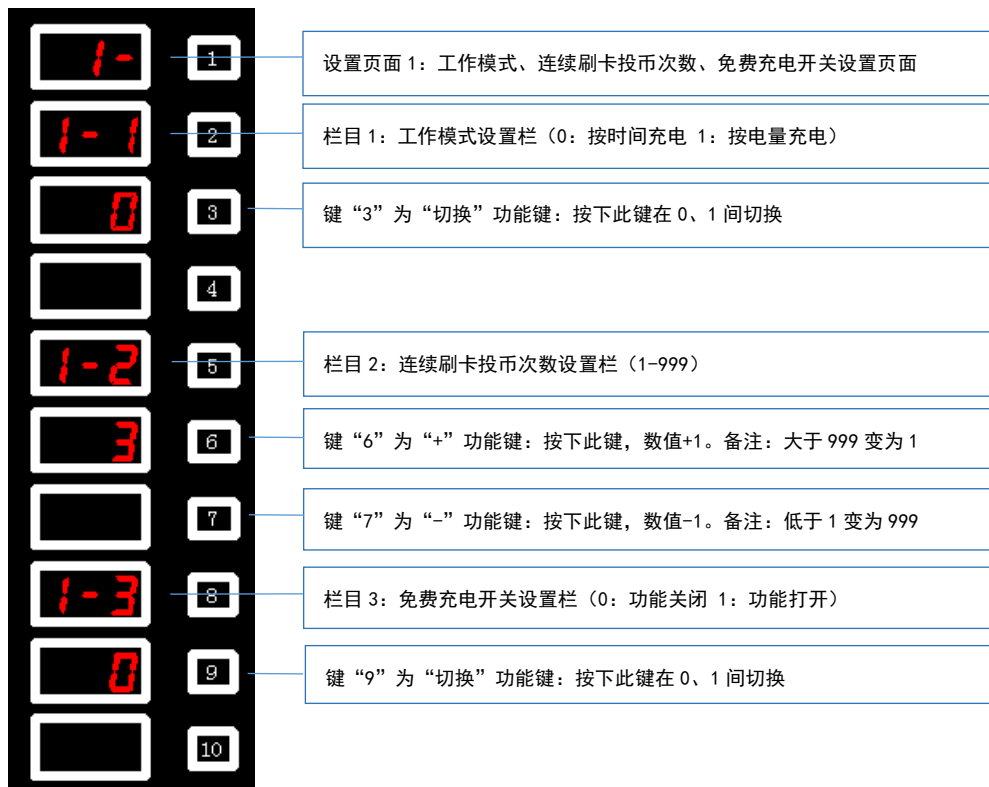 1-
1
设置页面 1：工作模式、连续刷卡投币次数、免费充电开关设置页面
1-1
2
栏目 1：工作模式设置栏（0：按时间充电 1：按电量充电）
0
3
键“3”为“切换”功能键：按下此键在 0、1 间切换
4
1-2
5
栏目 2：连续刷卡投币次数设置栏（1-999）
3
6
键“6”为“+”功能键：按下此键，数值+1。备注：大于 999 变为 1
7
键“7”为“-”功能键：按下此键，数值-1。备注：低于 1 变为 999
1-3
8
栏目 3：免费充电开关设置栏（0：功能关闭 1：功能打开）
0
9
键“9”为“切换”功能键：按下此键在 0、1 间切换
10